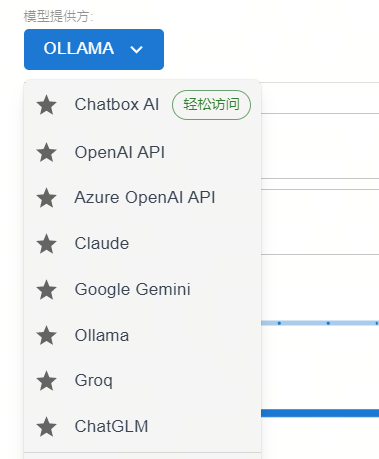 模型提供方:
OLLAMA
Chatbox AI 轻松访问
OpenAI API
Azure OpenAI API
Claude
Google Gemini
Ollama
Groq
ChatGLM